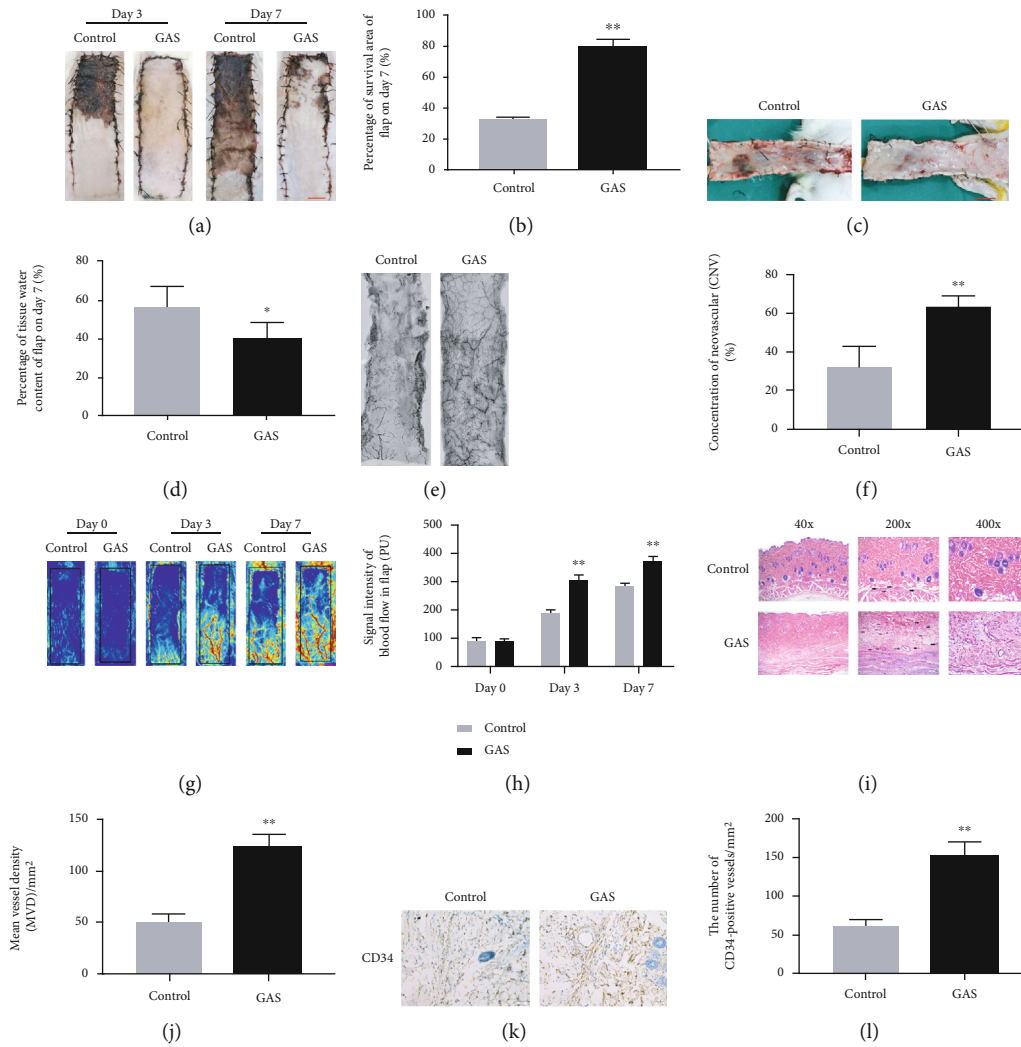 Day 3 Day 7
Control GAS Control GAS
(a)
Percentage of survival area of
flap on day 7 (%)
100
80
60
40
20
0
**
Control GAS
(b)
Control GAS
(c)
Percentage of tissue water
content of flap on day 7 (%)
80
60
40
20
0
*
Control GAS
(d)
Control GAS
(e)
Concentration of neovascular (CNV)
(%)
80
60
40
20
0
**
Control GAS
(f)
Day 0 Day 3 Day 7
Control GAS Control GAS Control GAS
(g)
Signal intensity of
blood flow in flap (PU)
500
400
300
200
100
0
** **
Day 0 Day 3 Day 7
Control
GAS
(h)
40x 200x 400x
Control
GAS
(i)
Mean vessel density
(MVD)/mm²
150
100
50
0
**
Control GAS
(j)
Control GAS
CD34
(k)
The number of
CD34-positive vessels/mm²
200
150
100
50
0
**
Control GAS
(l)